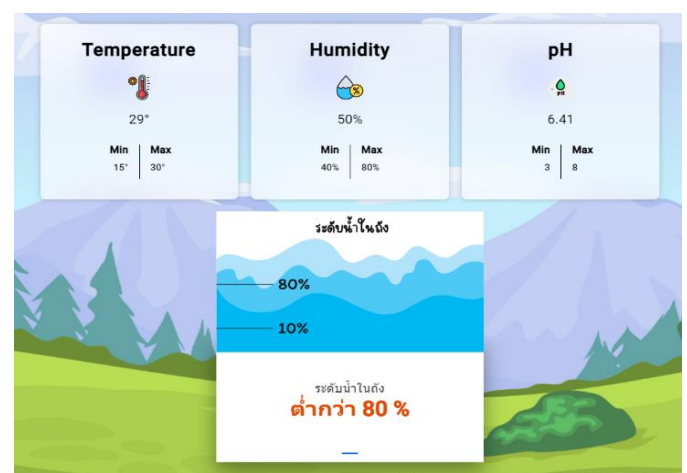 Temperature
29°
Min Max
15° 30°
Humidity
%
50%
Min Max
40% 80%
pH
pH
6.41
Min Max
3 8
ระดับน้ำในถัง
80%
10%
ระดับน้ำในถัง
ต่ำกว่า 80 %